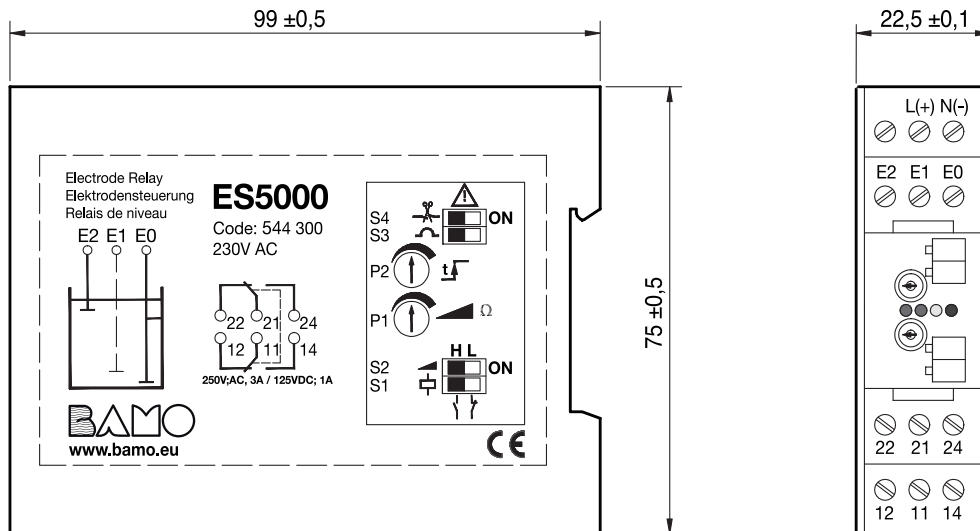 99 ±0,5
22,5 ±0,1
75 ±0,5
Electrode Relay
Elektrodensteuerung
Relais de niveau
E2 E1 E0
ES5000
Code: 544 300
230V AC
22 21 24
12 11 14
250V;AC, 3A / 125VDC; 1A
BAMO
www.bamo.eu
S4 ON
S3
P2 t
P1 Ω
H L
S2 ON
S1
CE
L(+) N(-)
E2 E1 E0
22 21 24
12 11 14